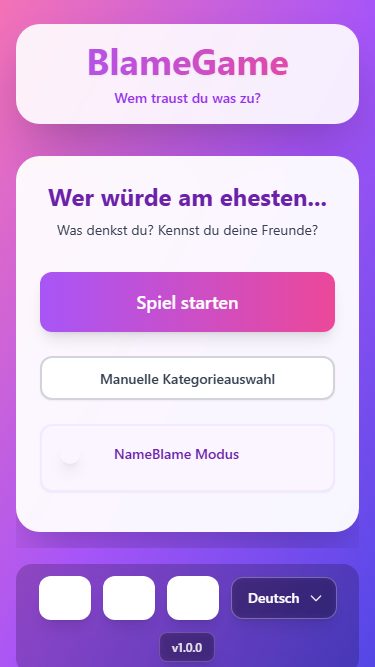 BlameGame
Wem traust du was zu?
Wer würde am ehesten...
Was denkst du? Kennst du deine Freunde?
Spiel starten
Manuelle Kategorieauswahl
NameBlame Modus
Deutsch
v1.0.0